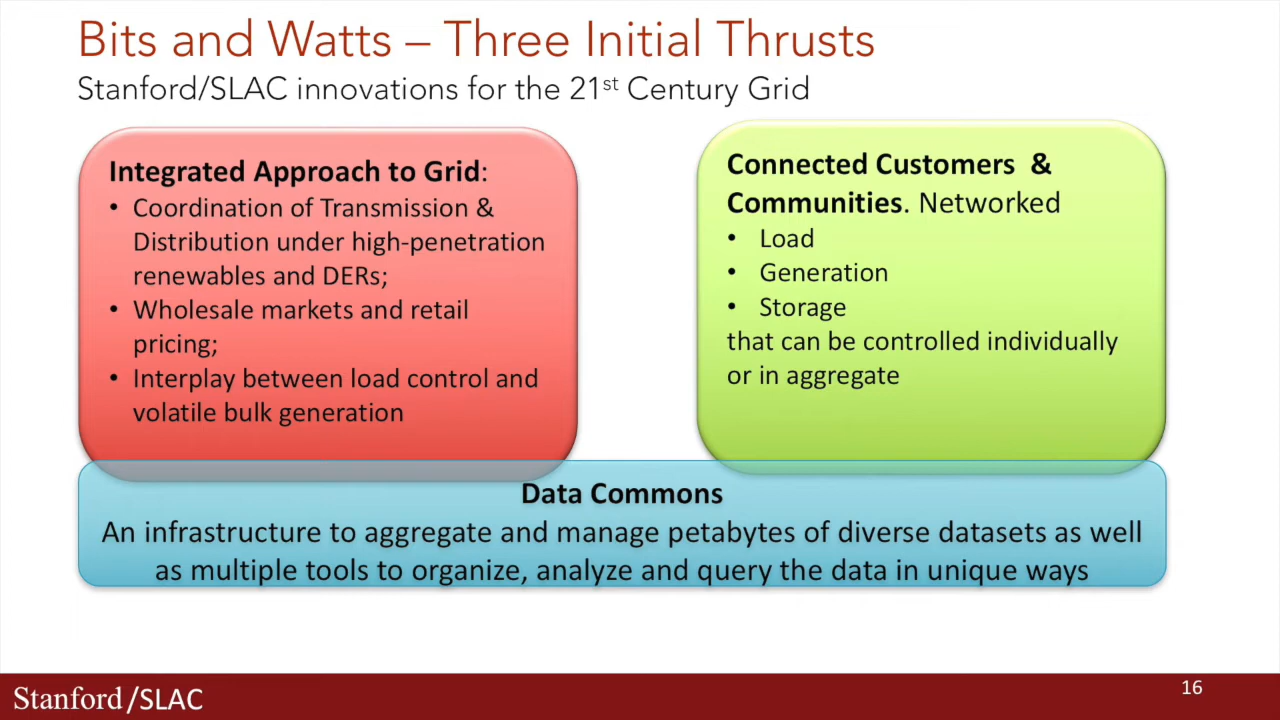 Bits and Watts – Three Initial Thrusts
Stanford/SLAC innovations for the 21st Century Grid
Integrated Approach to Grid:
• Coordination of Transmission &
Distribution under high-penetration
renewables and DERs;
• Wholesale markets and retail
pricing;
• Interplay between load control and
volatile bulk generation
Connected Customers &
Communities. Networked
• Load
• Generation
• Storage
that can be controlled individually
or in aggregate
Data Commons
An infrastructure to aggregate and manage petabytes of diverse datasets as well
as multiple tools to organize, analyze and query the data in unique ways
Stanford/SLAC
16